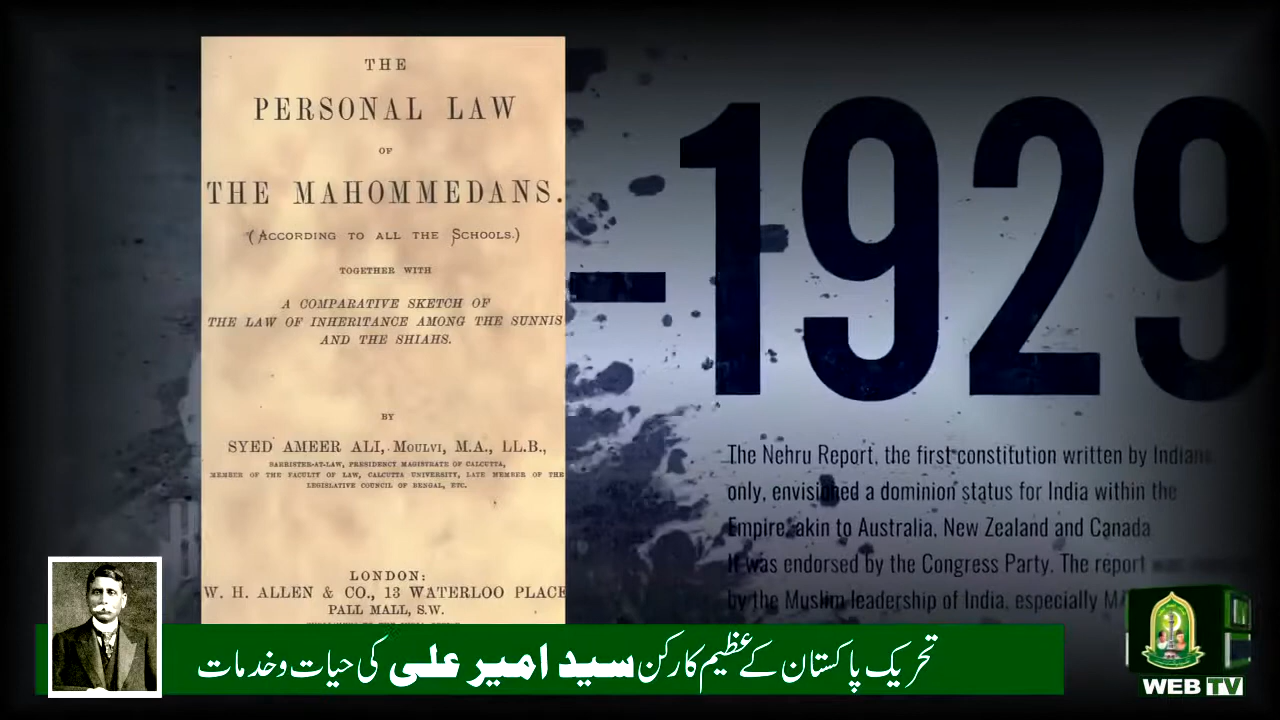 THE
PERSONAL LAW
OF
THE MAHOMMEDANS.
(ACCORDING TO ALL THE SCHOOLS.)
TOGETHER WITH
A COMPARATIVE SKETCH OF
THE LAW OF INHERITANCE AMONG THE SUNNIS
AND THE SHIAHS.
BY
SYED AMEER ALI, MOULVI, M.A., LL.B.,
BARRISTER-AT-LAW, PRESIDENCY MAGISTRATE OF CALCUTTA,
MEMBER OF THE FACULTY OF LAW, CALCUTTA UNIVERSITY, LATE MEMBER OF THE
LEGISLATIVE COUNCIL OF BENGAL, ETC.
LONDON:
W. H. ALLEN & CO., 13 WATERLOO PLACE
PALL MALL, S.W.
–1929
The Nehru Report, the first constitution written by Indians
only, envisioned a dominion status for India within the
Empire, akin to Australia, New Zealand and Canada
It was endorsed by the Congress Party. The report
by the Muslim leadership of India, especially
تحریک پاکستان کے عظیم کارکن سید امیر علی کی حیات و خدمات
WEB TV